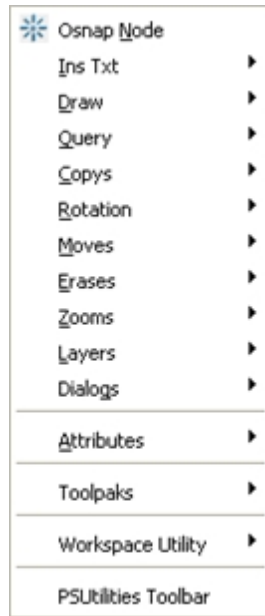 Osnap Node
Ins Txt
Draw
Query
Copys
Rotation
Moves
Erases
Zooms
Layers
Dialogs
Attributes
Toolpaks
Workspace Utility
PSUtilities Toolbar